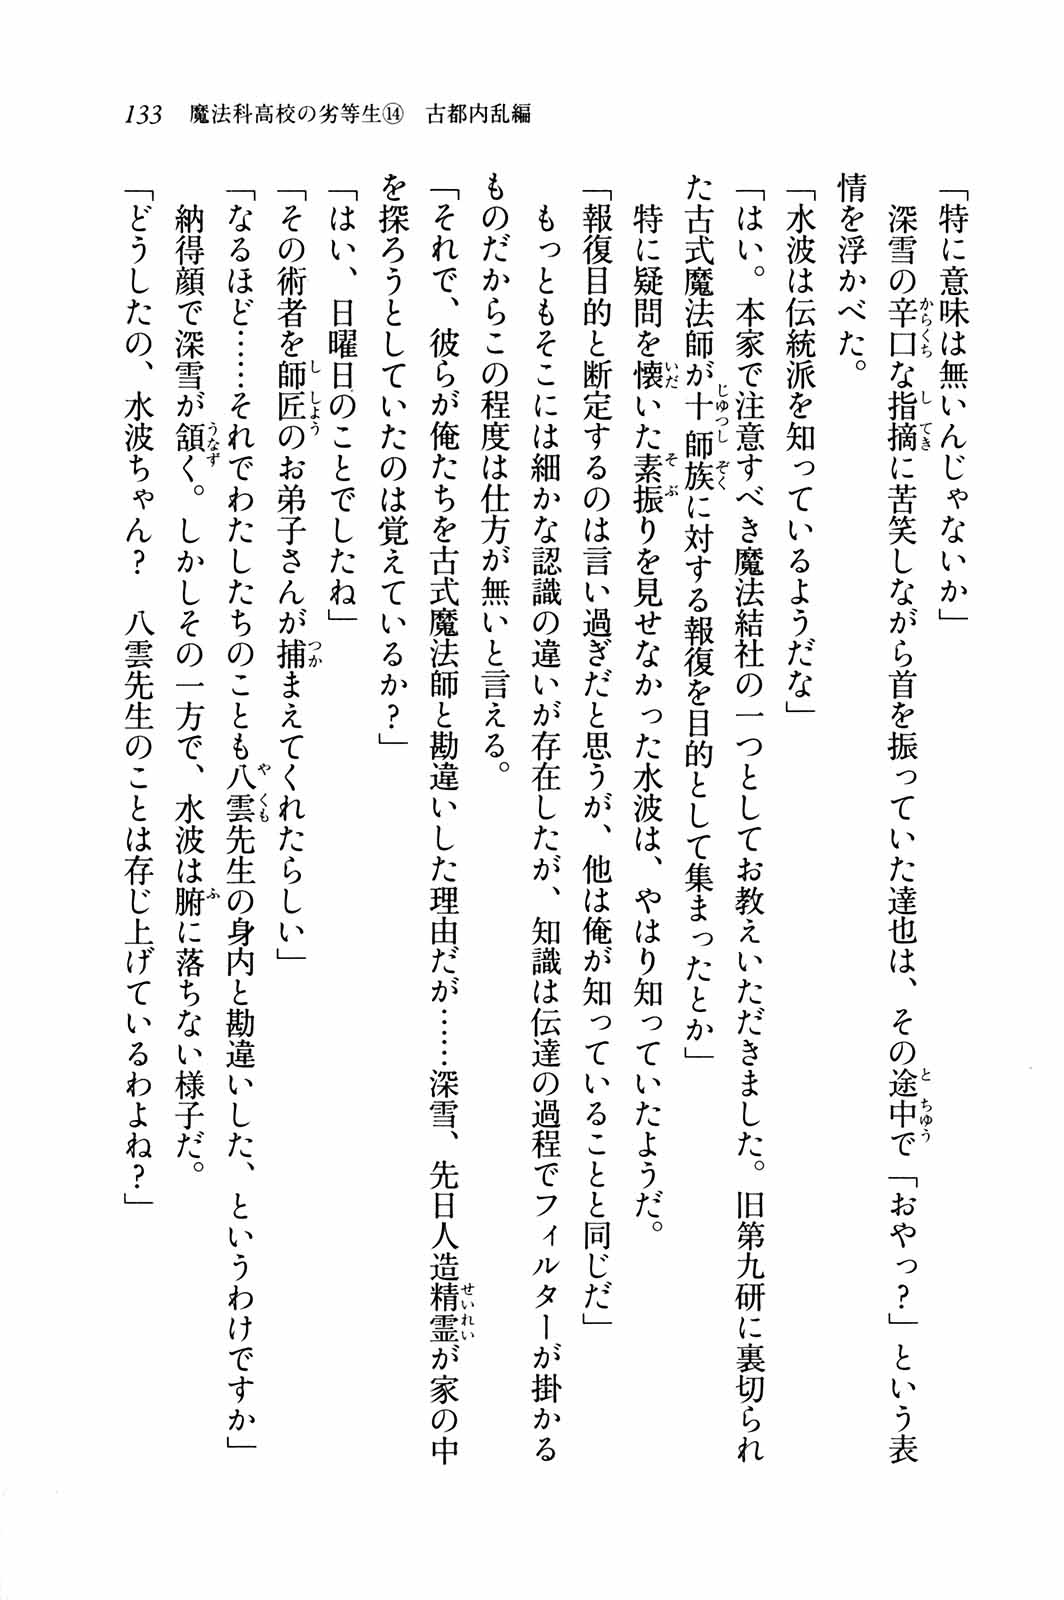 133 魔法科高校の劣等生⑭ 古都内乱編
「特に意味は無いんじゃないか」
深雪の辛口な指摘に苦笑しながら首を振っていた達也は、その途中で「おやっ？」という表
情を浮かべた。
「水波は伝統派を知っているようだな」
「はい。本家で注意すべき魔法結社の一つとしてお教えいただきました。旧第九研に裏切られ
た古式魔法師が十師族に対する報復を目的として集まったとか」
特に疑問を懐いた素振りを見せなかった水波は、やはり知っていたようだ。
「報復目的と断定するのは言い過ぎだと思うが、他は俺が知っていることと同じだ」
もっともそこには細かな認識の違いが存在したが、知識は伝達の過程でフィルターが掛かる
ものだからこの程度は仕方が無いと言える。
「それで、彼らが俺たちを古式魔法師と勘違いした理由だが……深雪、先日人造精霊が家の中
を探ろうとしていたのは覚えているか？」
「はい、日曜日のことでしたね」
「その術者を師匠のお弟子さんが捕まえてくれたらしい」
「なるほど……それでわたしたちのことも八雲先生の身内と勘違いした、というわけですか」
納得顔で深雪が頷く。しかしその一方で、水波は腑に落ちない様子だ。
「どうしたの、水波ちゃん？　八雲先生のことは存じ上げているわよね？」